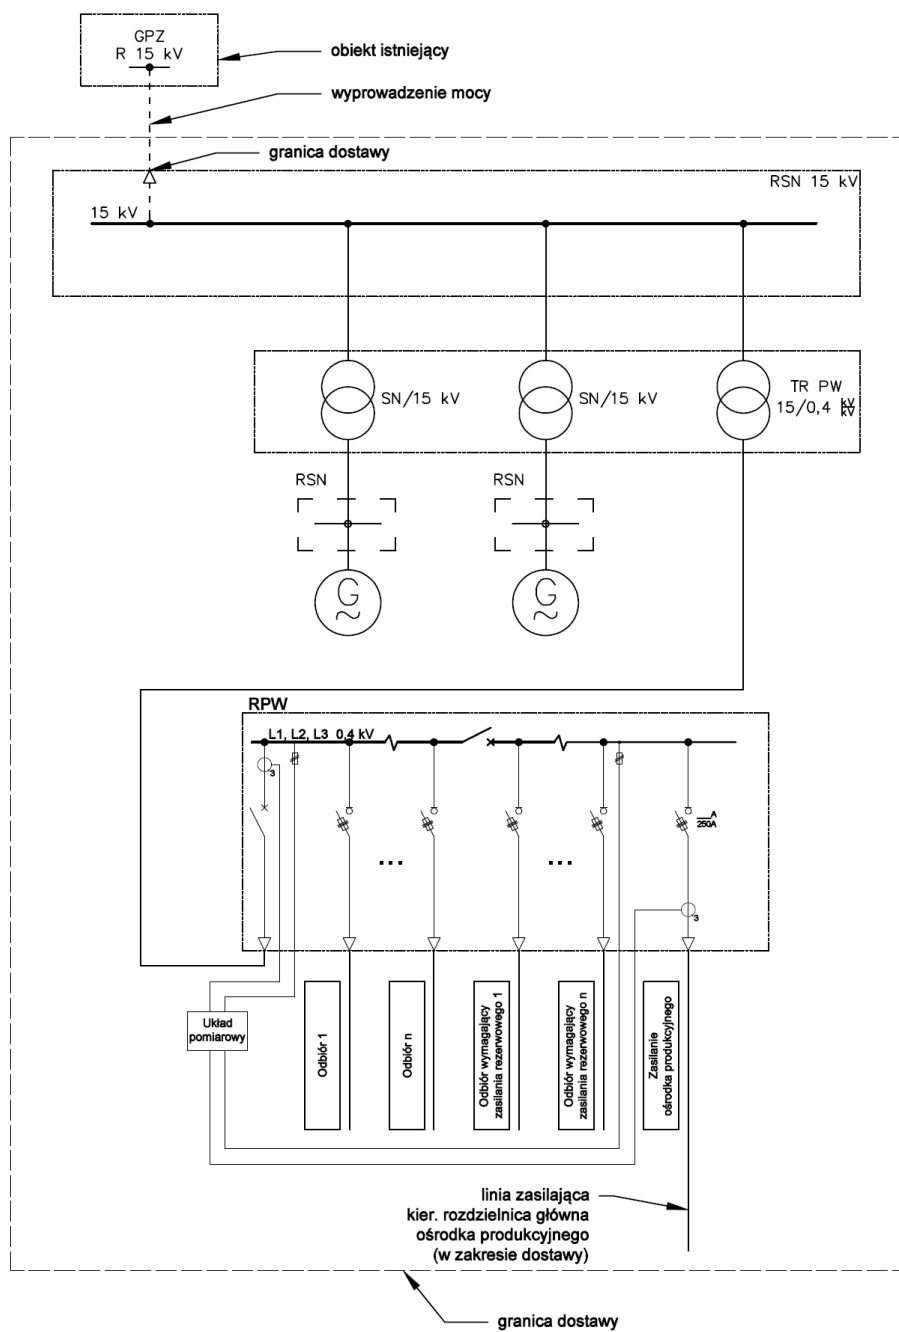 GPZ
R 15 kV
obiekt istniejący
wyprowadzenie mocy
granica dostawy
RSN 15 kV
15 kV
SN/15 kV
SN/15 kV
TR PW
15/0,4 kV/kV
RSN
RSN
G
~
G
~
RPW
L1, L2, L3 0,4 kV
3
A
250A
...
...
3
Układ
pomiarowy
Odbiór 1
Odbiór n
Odbiór wymagający
zasilania rezerwowego 1
Odbiór wymagający
zasilania rezerwowego n
Zasilanie
ośrodka produkcyjnego
linia zasilająca
kier. rozdzielnica główna
ośrodka produkcyjnego
(w zakresie dostawy)
granica dostawy